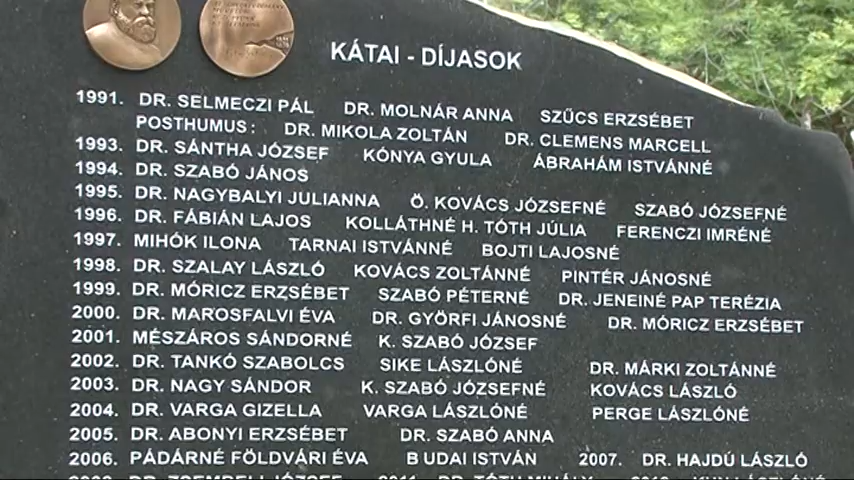 KÁTAI - DÍJASOK
1991. DR. SELMECZI PÁL DR. MOLNÁR ANNA SZŰCS ERZSÉBET
POSTHUMUS: DR. MIKOLA ZOLTÁN DR. CLEMENS MARCELL
1993. DR. SÁNTHA JÓZSEF KÓNYA GYULA ÁBRAHÁM ISTVÁNNÉ
1994. DR. SZABÓ JÁNOS
1995. DR. NAGYBALYI JULIANNA Ö. KOVÁCS JÓZSEFNÉ SZABÓ JÓZSEFNÉ
1996. DR. FÁBIÁN LAJOS KOLLÁTHNÉ H. TÓTH JÚLIA FERENCZI IMRÉNÉ
1997. MIHÓK ILONA TARNAI ISTVÁNNÉ BOJTI LAJOSNÉ
1998. DR. SZALAY LÁSZLÓ KOVÁCS ZOLTÁNNÉ PINTÉR JÁNOSNÉ
1999. DR. MÓRICZ ERZSÉBET SZABÓ PÉTERNÉ DR. JENEINÉ PAP TERÉZIA
2000. DR. MAROSFALVI ÉVA DR. GYÖRFI JÁNOSNÉ DR. MÓRICZ ERZSÉBET
2001. MÉSZÁROS SÁNDORNÉ K. SZABÓ JÓZSEF
2002. DR. TANKÓ SZABOLCS SIKE LÁSZLÓNÉ DR. MÁRKI ZOLTÁNNÉ
2003. DR. NAGY SÁNDOR K. SZABÓ JÓZSEFNÉ KOVÁCS LÁSZLÓ
2004. DR. VARGA GIZELLA VARGA LÁSZLÓNÉ PERGE LÁSZLÓNÉ
2005. DR. ABONYI ERZSÉBET DR. SZABÓ ANNA
2006. PÁDÁRNÉ FÖLDVÁRI ÉVA BUDAI ISTVÁN 2007. DR. HAJDÚ LÁSZLÓ
DR. 2011. DR. TÓTH MIHÁLY